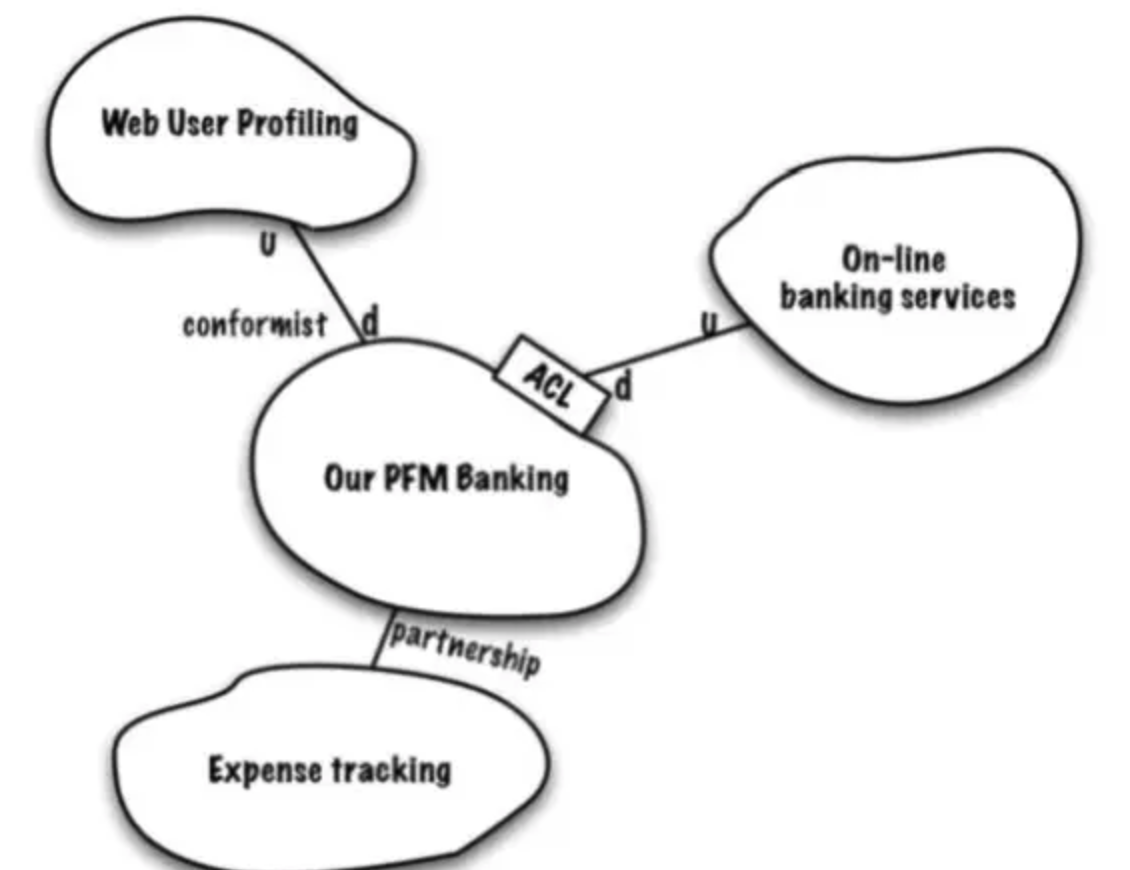 Web User Profiling
U
conformist
d
On-line
banking services
U
ACL
d
Our PFM Banking
partnership
Expense tracking